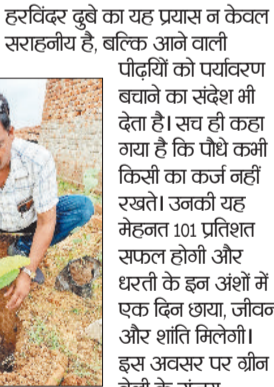 हरविंदर दुबे का यह प्रयास न केवल
सराहनीय है, बल्कि आने वाली
पीढ़ियों को पर्यावरण
बचाने का संदेश भी
देता है। सच ही कहा
गया है कि पौधे कभी
किसी का कर्ज नहीं
रखते। उनकी यह
मेहनत 101 प्रतिशत
सफल होगी और
धरती के इन अंशों में
एक दिन छाया, जीवन
और शांति मिलेगी।
इस अवसर पर ग्रीन